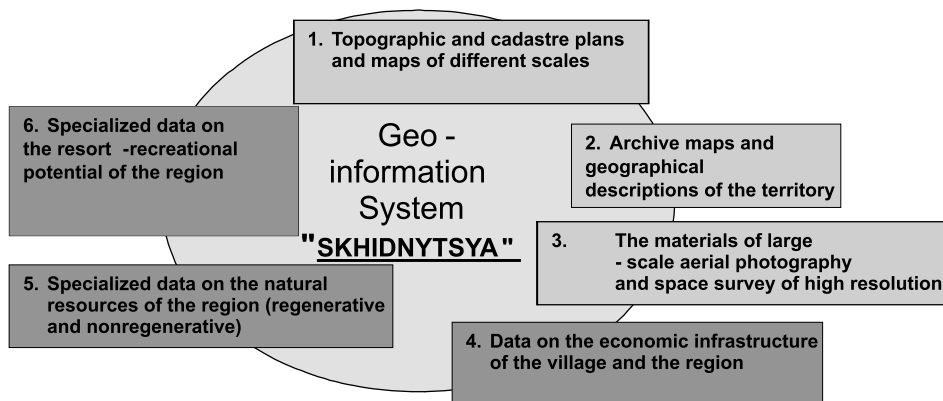 1. Topographic and cadastre plans
and maps of different scales
6. Specialized data on
the resort -recreational
potential of the region
Geo -
information
System
"SKHIDNYTSYA"
2. Archive maps and
geographical
descriptions of the territory
3. The materials of large
- scale aerial photography
and space survey of high resolution
5. Specialized data on the natural
resources of the region (regenerative
and nonregenerative)
4. Data on the economic infrastructure
of the village and the region